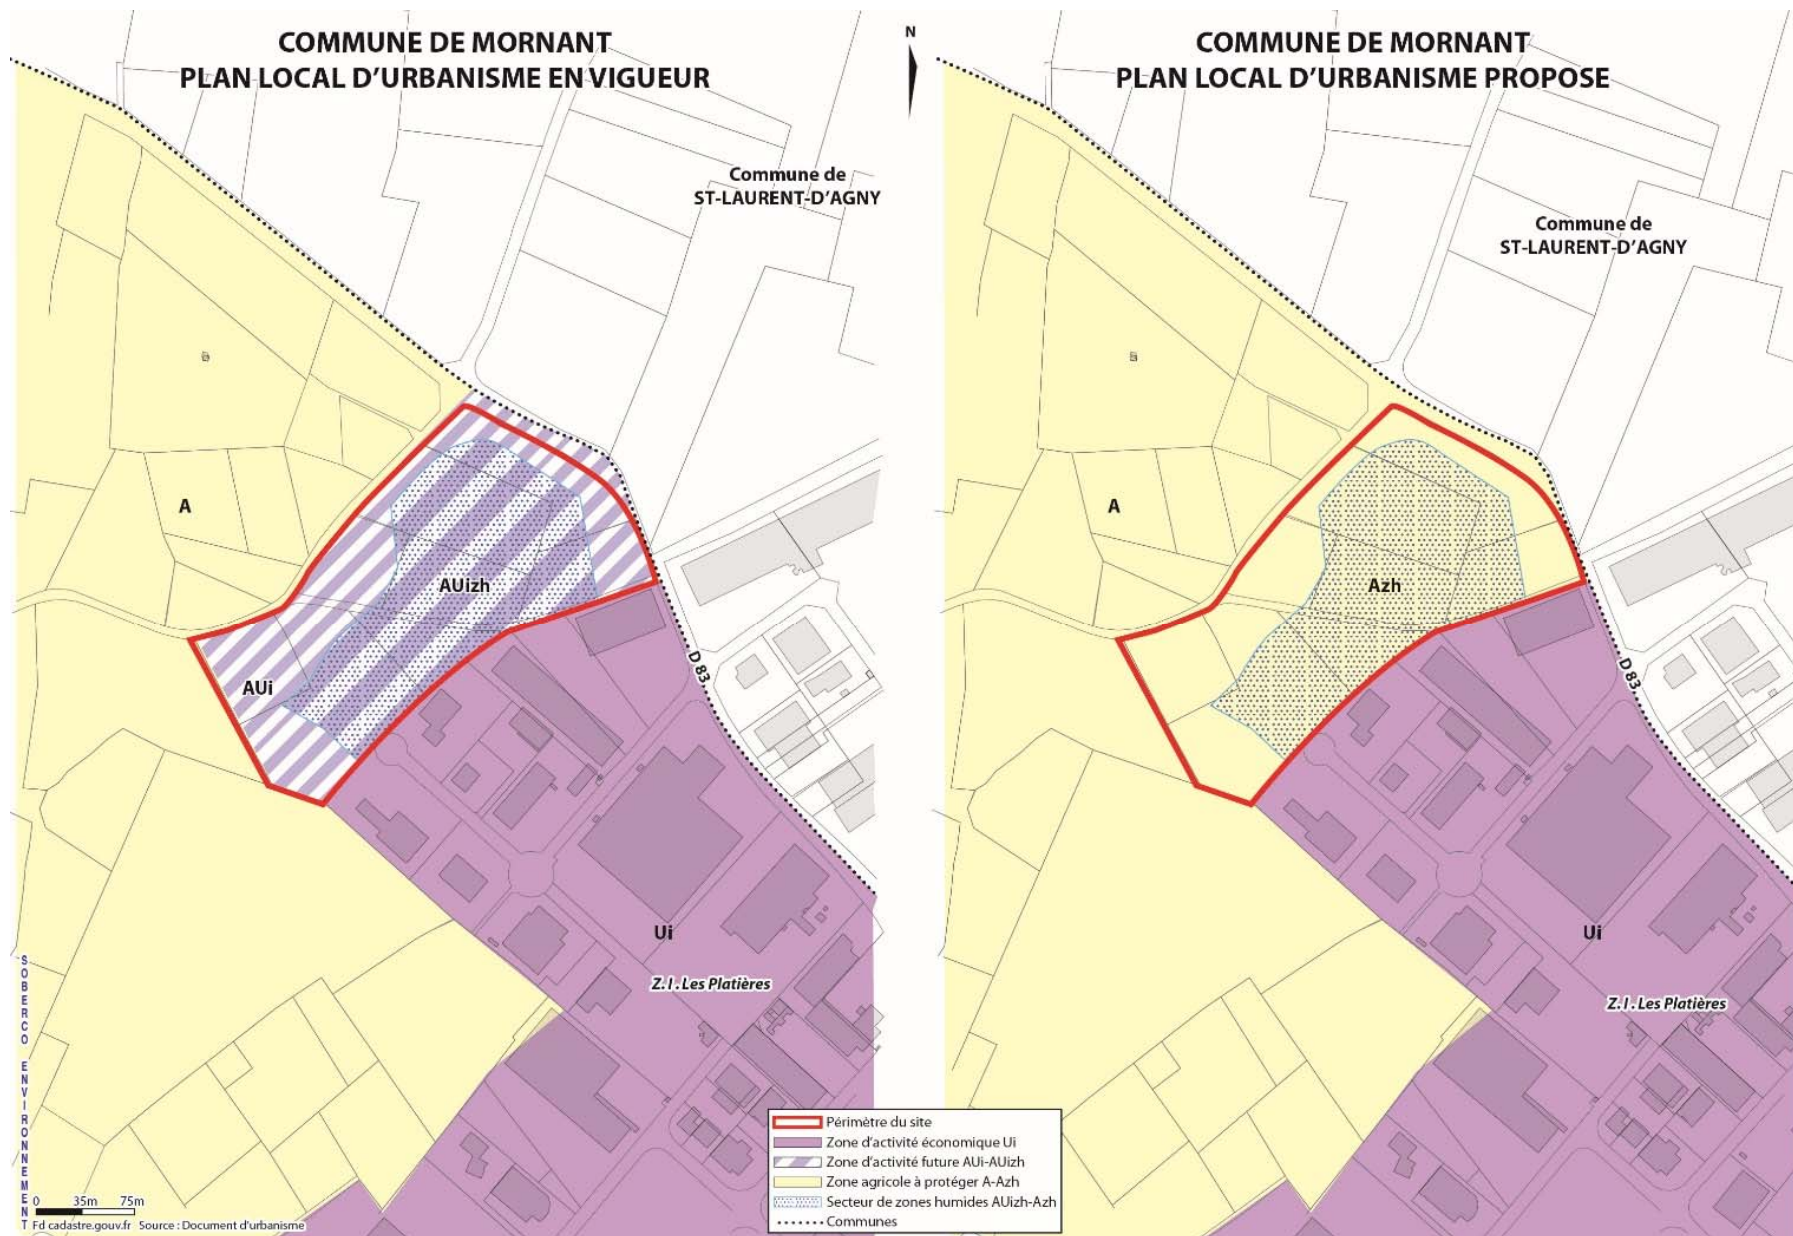 COMMUNE DE MORNANT
PLAN LOCAL D'URBANISME EN VIGUEUR
Commune de
ST-LAURENT-D'AGNY
A
AUizh
AUi
D 83
Ui
Z. I. Les Platières
SOBERCO ENVIRONNEMENT
0 35m 75m
Fd cadastre.gouv.fr Source : Document d'urbanisme
N
COMMUNE DE MORNANT
PLAN LOCAL D'URBANISME PROPOSE
Commune de
ST-LAURENT-D'AGNY
A
Azh
D 83
Ui
Z. I. Les Platières
Périmètre du site
Zone d'activité économique Ui
Zone d'activité future AUi-AUizh
Zone agricole à protéger A-Azh
Secteur de zones humides AUizh-Azh
Communes